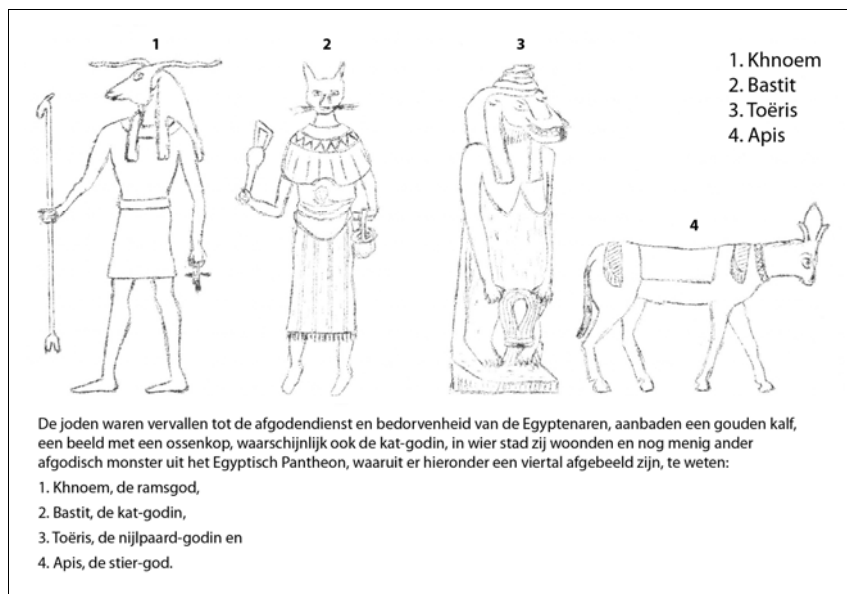 1
2
3
1. Khnoem
2. Bastit
3. Toëris
4. Apis
4
De joden waren vervallen tot de afgodendienst en bedorvenheid van de Egyptenaren, aanbaden een gouden kalf,
een beeld met een ossenkop, waarschijnlijk ook de kat-godin, in wier stad zij woonden en nog menig ander
afgodisch monster uit het Egyptisch Pantheon, waaruit er hieronder een viertal afgebeeld zijn, te weten:
1. Khnoem, de ramsgod,
2. Bastit, de kat-godin,
3. Toëris, de nijlpaard-godin en
4. Apis, de stier-god.